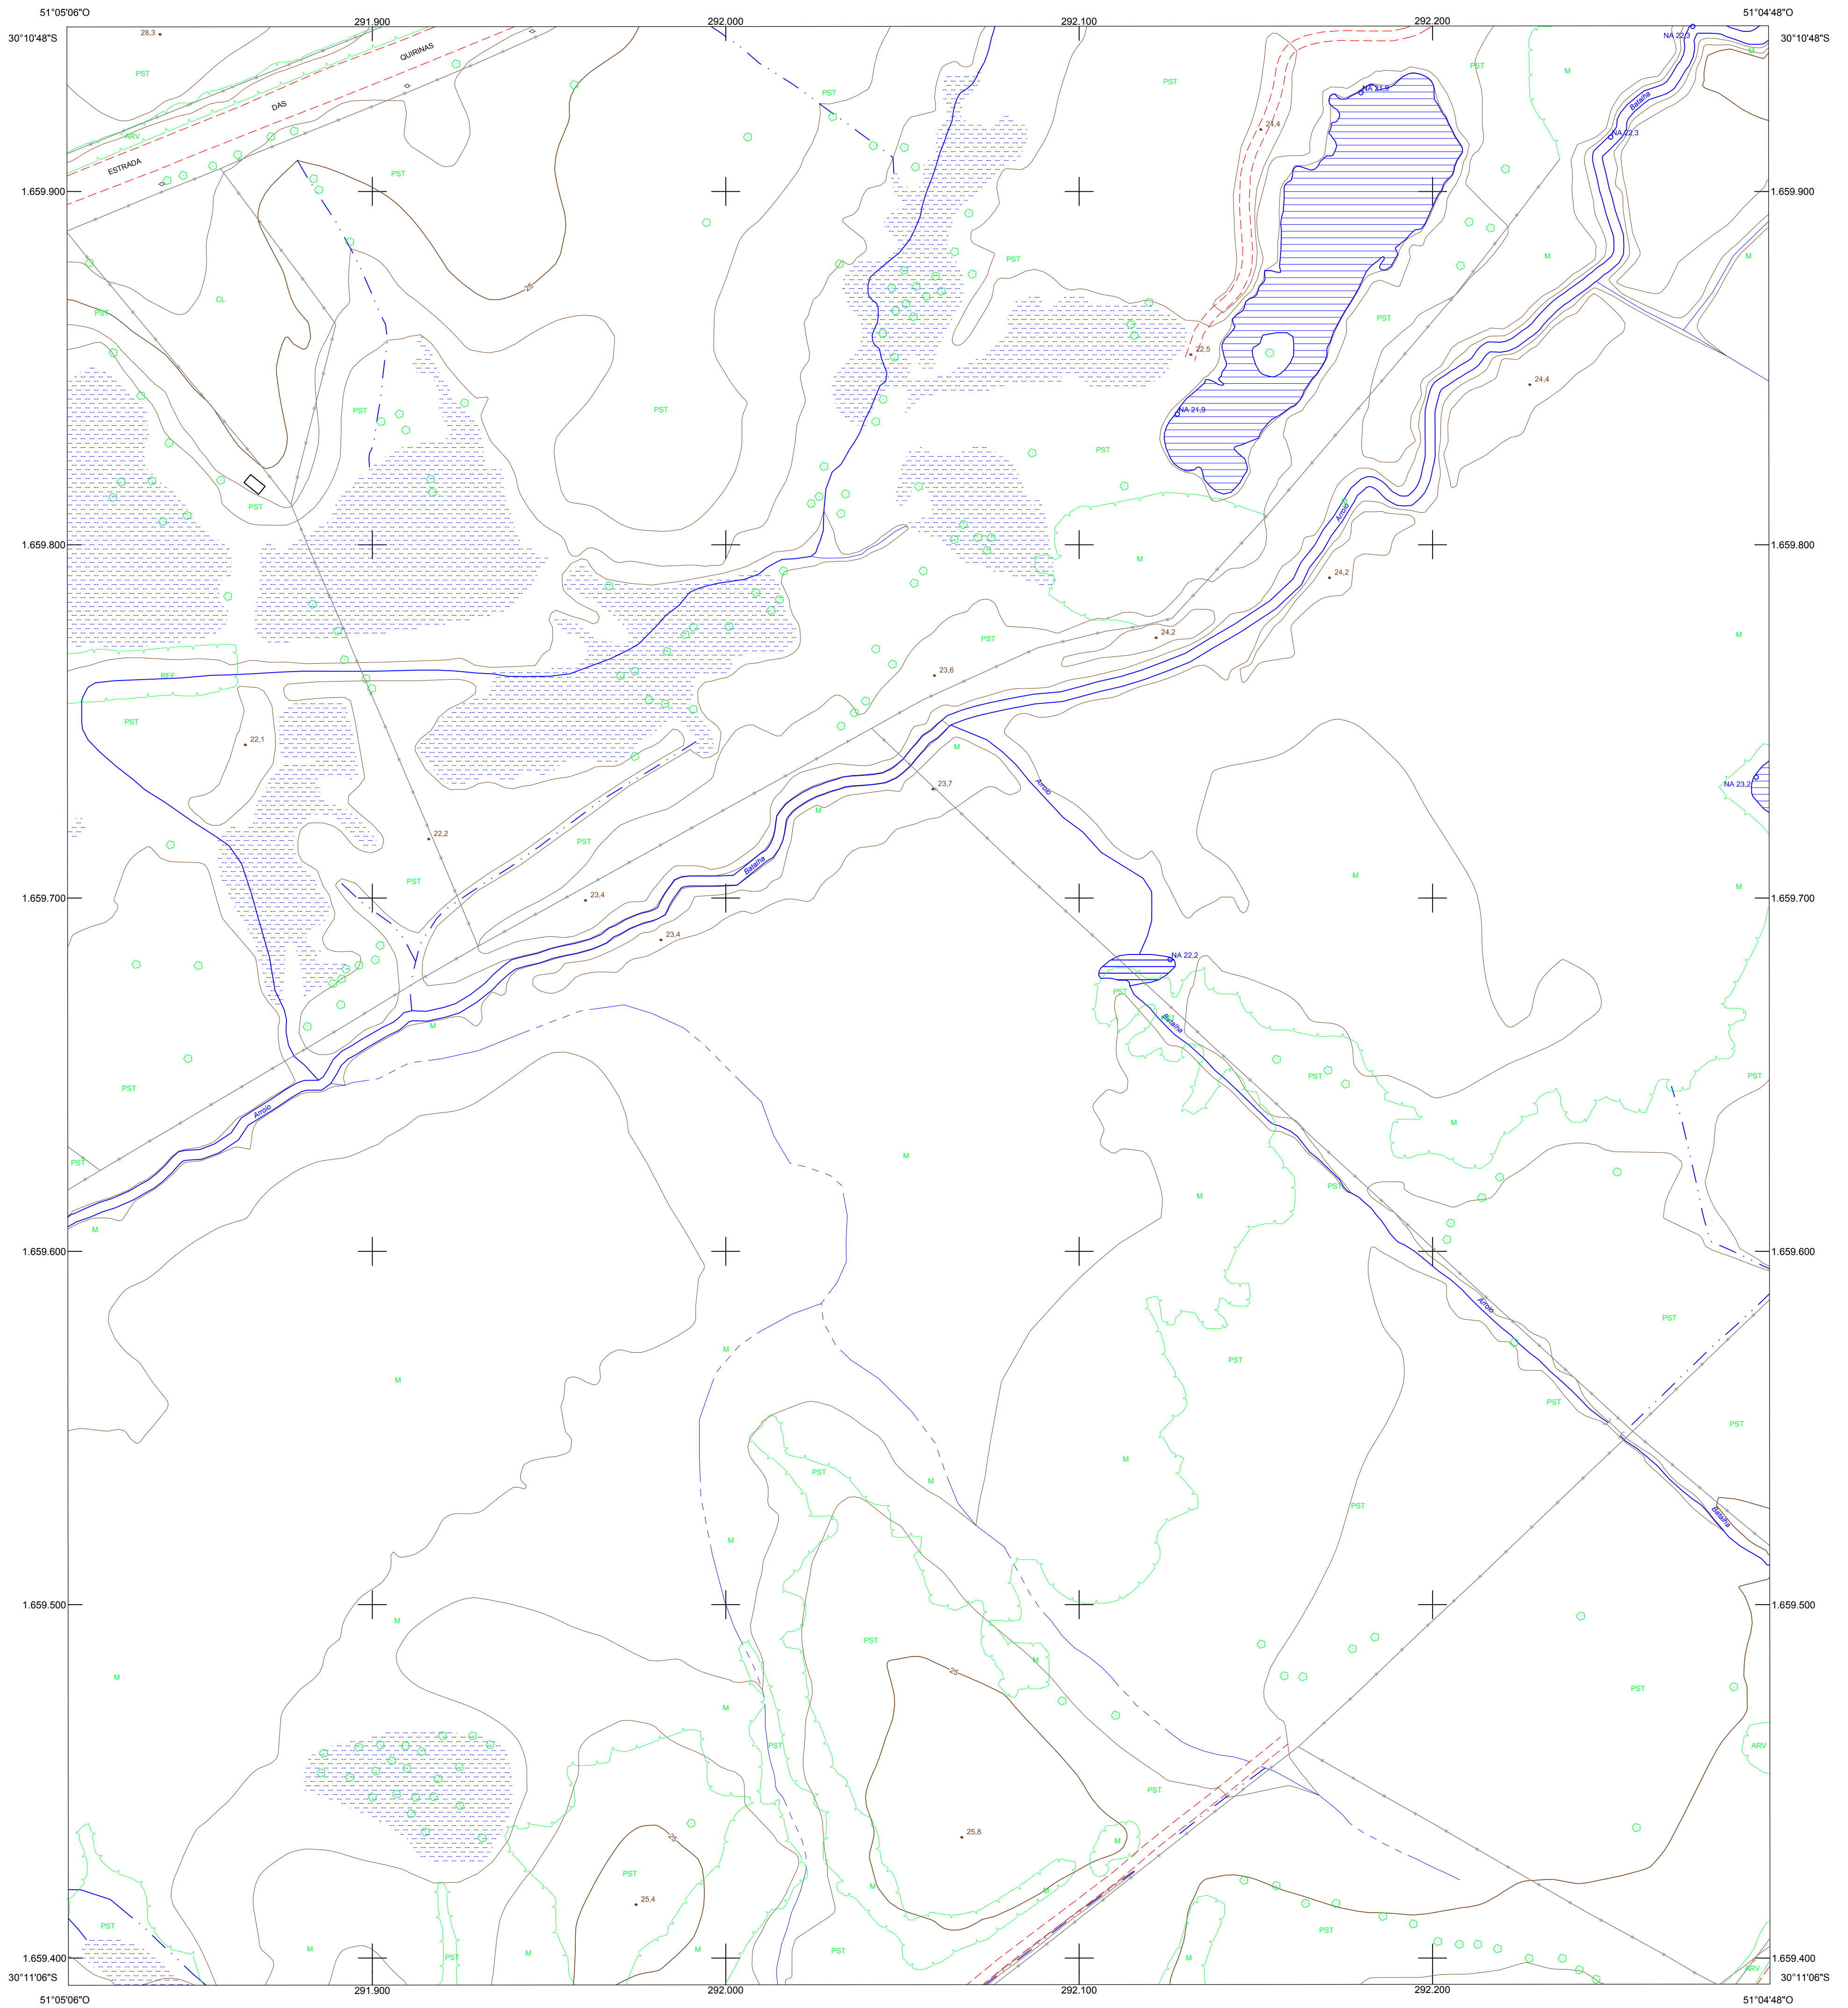 51°05'06"O
291.900
292.000
292.100
292.200
51°04'48"O
30°10'48"S
30°10'48"S
28,3
QUIRINAS
NA 22,3
M
PST
PST
PST
PST
M
NA 21,9
DAS
Batalha
24,4
NA 22,3
ARV
ESTRADA
PST
1.659.900
1.659.900
PST
M
M
CL
25
PST
PST
22,5
24,4
PST
PST
NA 21,9
PST
PST
Arroio
1.659.800
1.659.800
M
24,2
PST
24,2
M
REF
23,6
PST
22,1
M
NA 23,2
Arroio
23,7
M
22,2
PST
Batalha
M
PST
M
23,4
1.659.700
1.659.700
23,4
NA 22,2
PST
Batalha
M
PST
PST
PST
Arroio
M
M
PST
PST
M
M
1.659.600
1.659.600
Arroio
PST
M
PST
M
PST
PST
M
PST
M
PST
Batalha
M
1.659.500
1.659.500
M
PST
M
25
M
PST
M
PST
ARV
PST
25,8
25
M
PST
M
M
25,4
PST
PST
M
PST
M
M
PST
M
1.659.400
1.659.400
PST
ARV
30°11'06"S
30°11'06"S
291.900
292.000
292.100
292.200
51°05'06"O
51°04'48"O